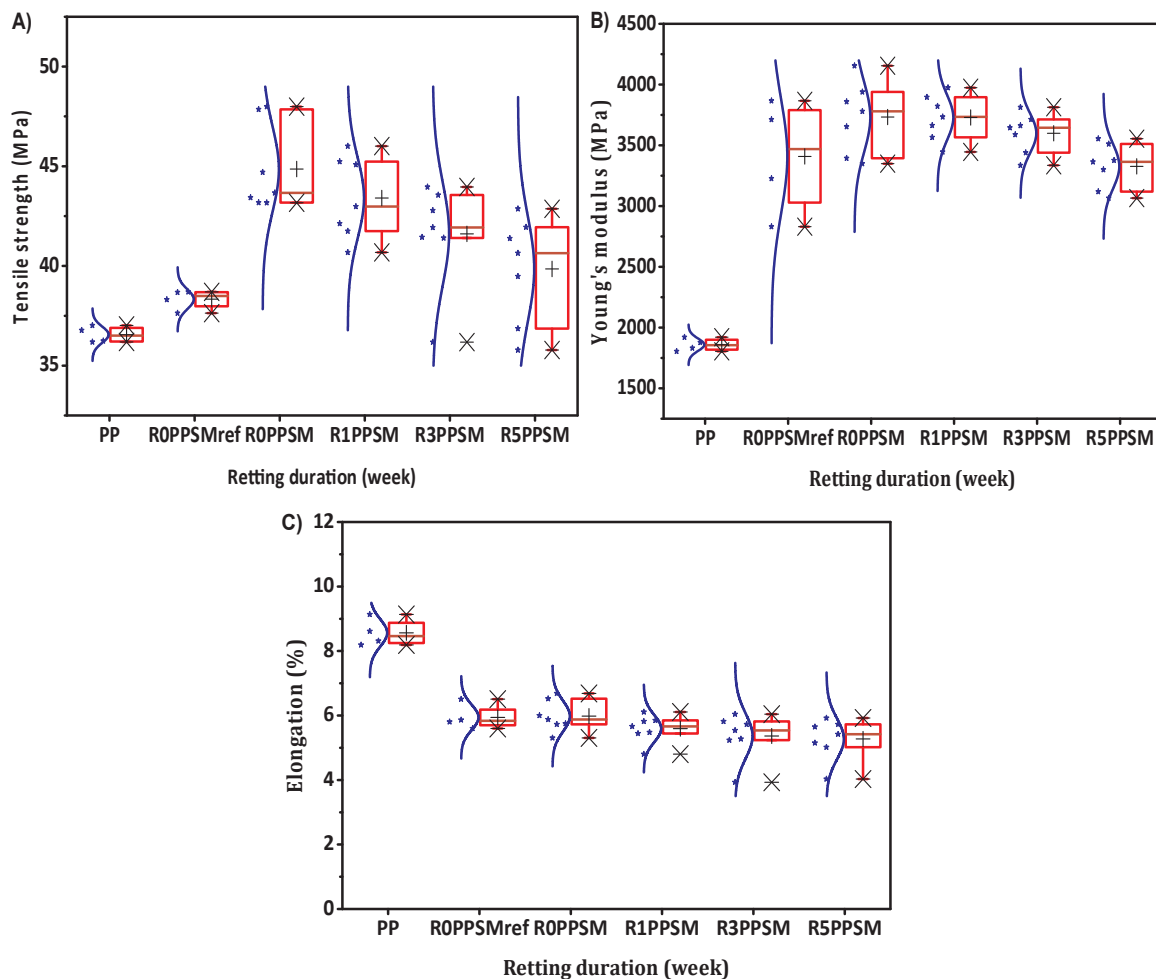 A)
Tensile strength (MPa)
50
45
40
35
PP R0PPSMref R0PPSM R1PPSM R3PPSM R5PPSM
Retting duration (week)
B)
Young's modulus (MPa)
4500
4000
3500
3000
2500
2000
1500
PP R0PPSMref R0PPSM R1PPSM R3PPSM R5PPSM
Retting duration (week)
C)
Elongation (%)
12
10
8
6
4
2
0
PP R0PPSMref R0PPSM R1PPSM R3PPSM R5PPSM
Retting duration (week)